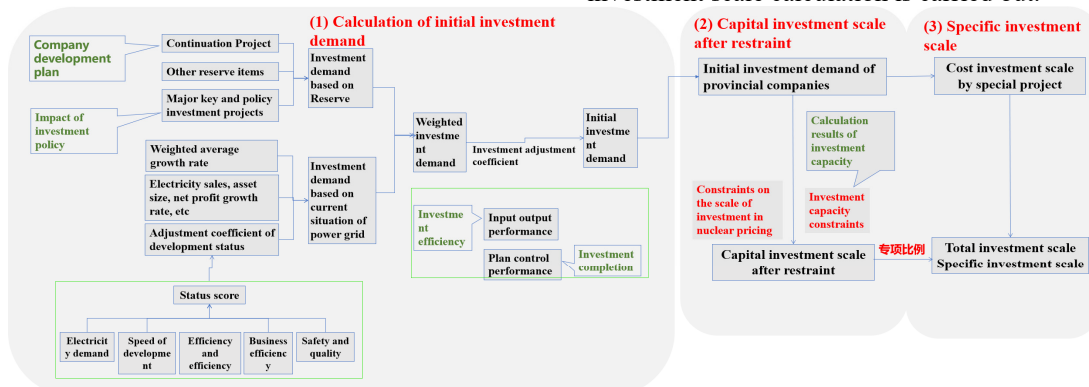 investment scale calculation is carried out.
(1) Calculation of initial investment
demand
(2) Capital investment scale
after restraint
(3) Specific investment
scale
Company
development
plan
Continuation Project
Other reserve items
Major key and policy
investment projects
Impact of
investment
policy
Investment
demand
based on
Reserve
Weighted average
growth rate
Electricity sales, asset
size, net profit growth
rate, etc
Adjustment coefficient of
development status
Investment
demand
based on
current
situation of
power grid
Weighted
investme
nt
demand
Investment adjustment
coefficient
Initial
investme
nt
demand
Investme
nt
efficiency
Input output
performance
Plan control
performance
Investment
completion
Status score
Electricit
y demand
Speed of
developme
nt
Efficiency
and
efficiency
Business
efficienc
y
Safety and
quality
Initial investment demand of
provincial companies
Calculation
results of
investment
capacity
Constraints on
the scale of
investment in
nuclear pricing
Investment
capacity
constraints
Capital investment scale
after restraint
专项比例
Cost investment scale
by special project
Total investment scale
Specific investment scale